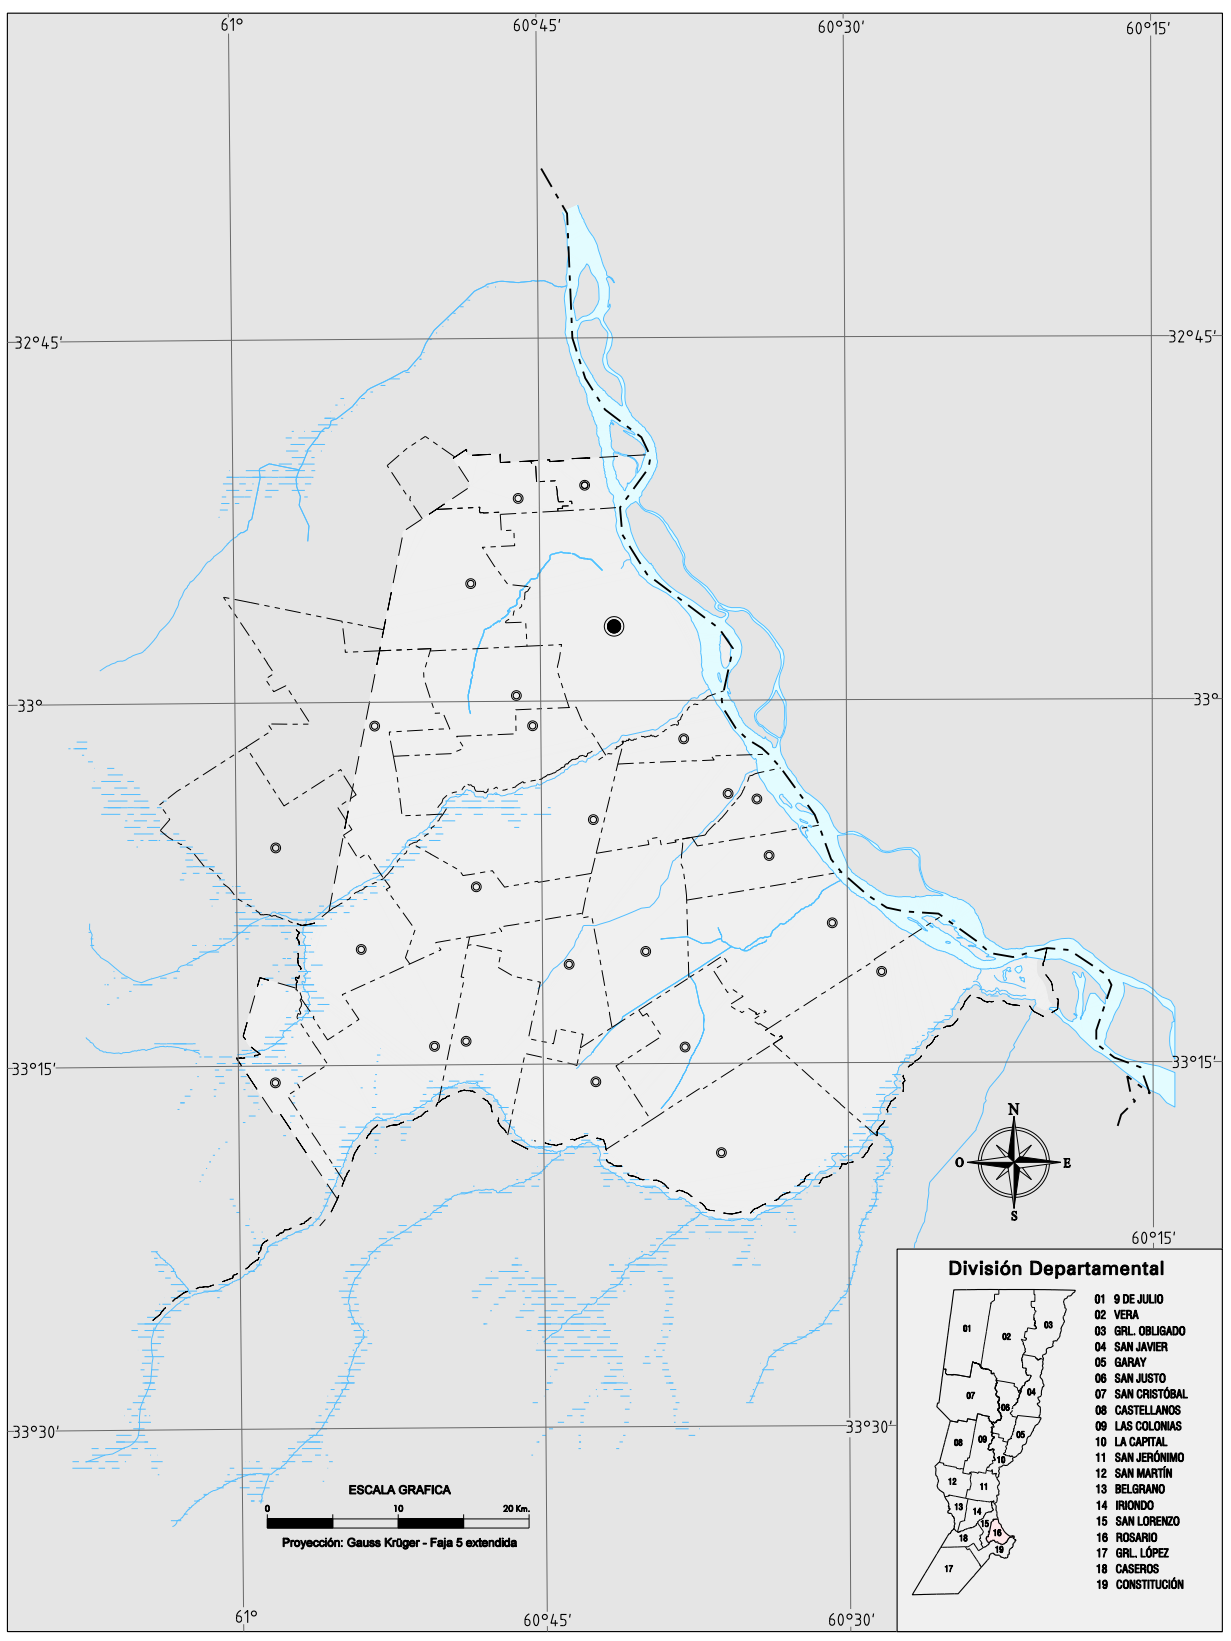 61°
60°45'
60°30'
60°15'
32°45'
32°45'
33°
33°
33°15'
33°15'
N
O
E
S
60°15'
33°30'
33°30'
61°
60°45'
60°30'
ESCALA GRAFICA
0 10 20 Km.
Proyección: Gauss Krüger - Faja 5 extendida
División Departamental
01 9 DE JULIO
02 VERA
03 GRL. OBLIGADO
04 SAN JAVIER
05 GARAY
06 SAN JUSTO
07 SAN CRISTÓBAL
08 CASTELLANOS
09 LAS COLONIAS
10 LA CAPITAL
11 SAN JERÓNIMO
12 SAN MARTÍN
13 BELGRANO
14 IRIONDO
15 SAN LORENZO
16 ROSARIO
17 GRL. LÓPEZ
18 CASEROS
19 CONSTITUCIÓN
01
02
03
04
05
06
07
08
09
10
11
12
13
14
15
16
17
18
19